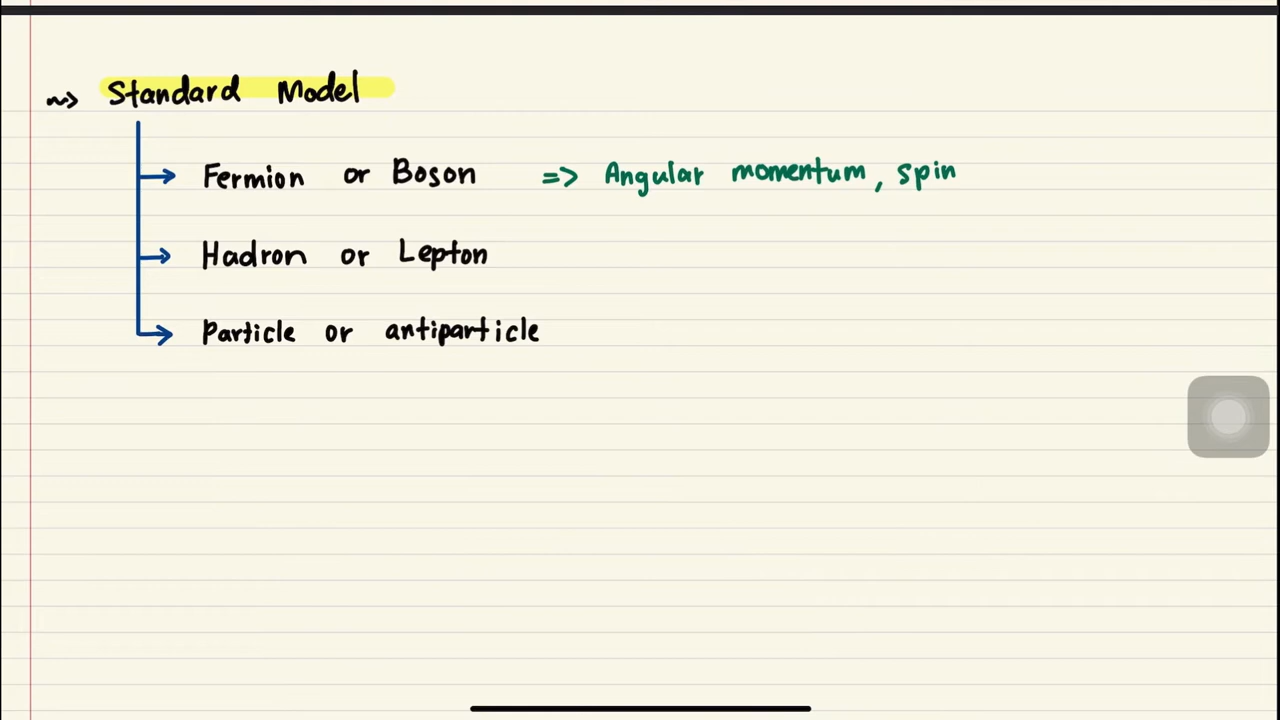 ~> Standard Model
→ Fermion or Boson => Angular momentum, spin
→ Hadron or Lepton
→ Particle or antiparticle